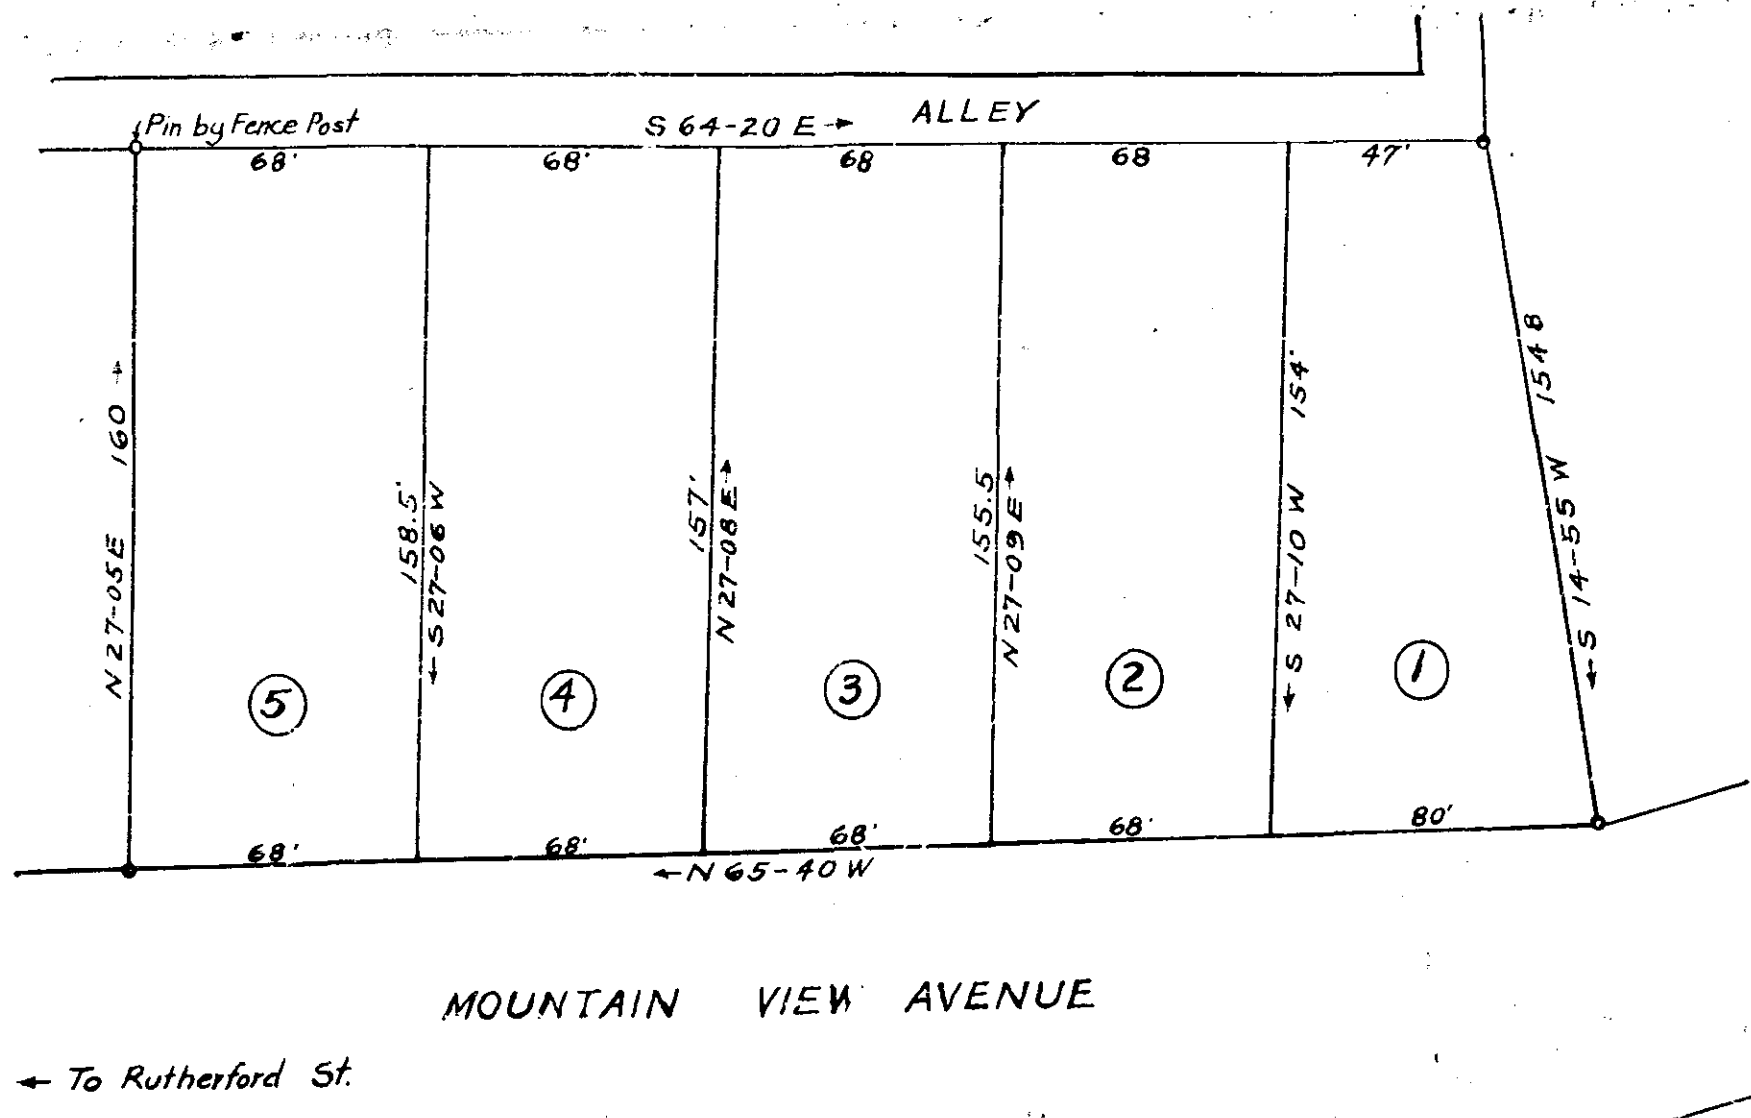 ALLEY
Pin by Fence Post
S 64-20 E →
68'
68'
68
68
47'
N 27-05 E 160 →
158.5'
← S 27-06 W
157'
N 27-08 E →
155.5
N 27-09 E →
← S 27-10 W 154'
← S 14-55 W 154 8
5
4
3
2
1
68'
68'
68'
68'
80'
← N 65-40 W
MOUNTAIN VIEW AVENUE
← To Rutherford St.